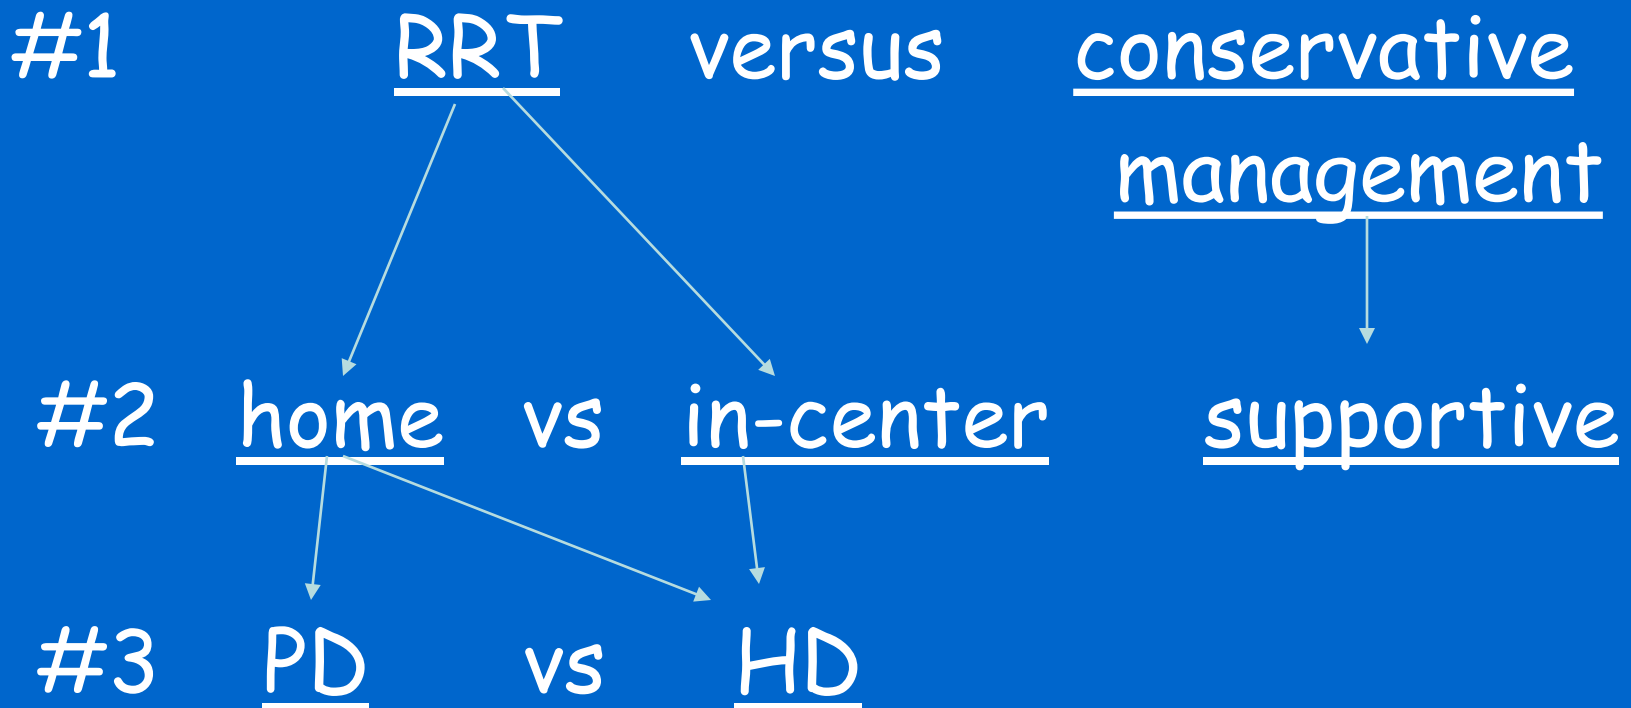 #1 RRT versus conservative
management
#2 home vs in-center supportive
#3 PD vs HD